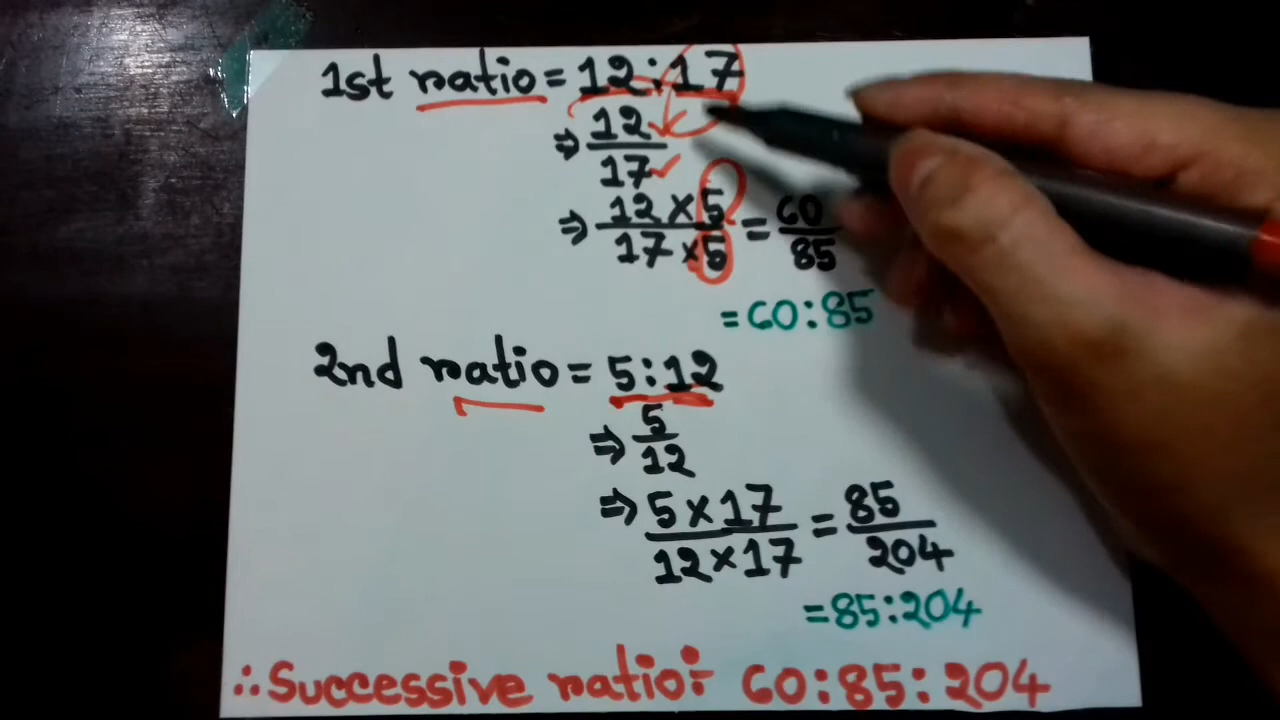 1st ratio = 12:17
⇒ 12/17
⇒ 12×5/17×5 = 60/85
= 60:85
2nd ratio = 5:12
⇒ 5/12
⇒ 5×17/12×17 = 85/204
= 85:204
∴ Successive ratio:- 60:85:204